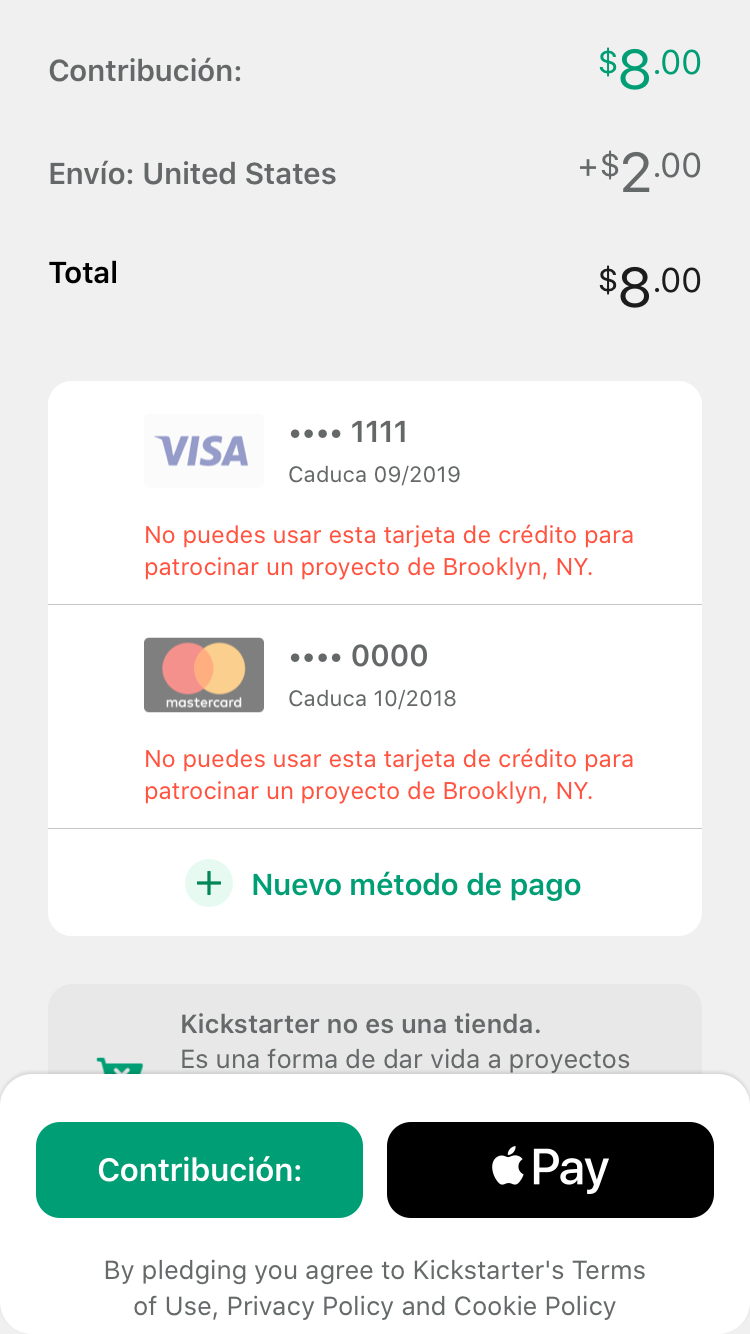 Contribución: $8.00
Envío: United States +$2.00
Total $8.00
VISA •••• 1111
Caduca 09/2019
No puedes usar esta tarjeta de crédito para
patrocinar un proyecto de Brooklyn, NY.
•••• 0000
mastercard Caduca 10/2018
No puedes usar esta tarjeta de crédito para
patrocinar un proyecto de Brooklyn, NY.
+ Nuevo método de pago
Kickstarter no es una tienda.
Es una forma de dar vida a proyectos
Contribución: Pay
By pledging you agree to Kickstarter's Terms
of Use, Privacy Policy and Cookie Policy